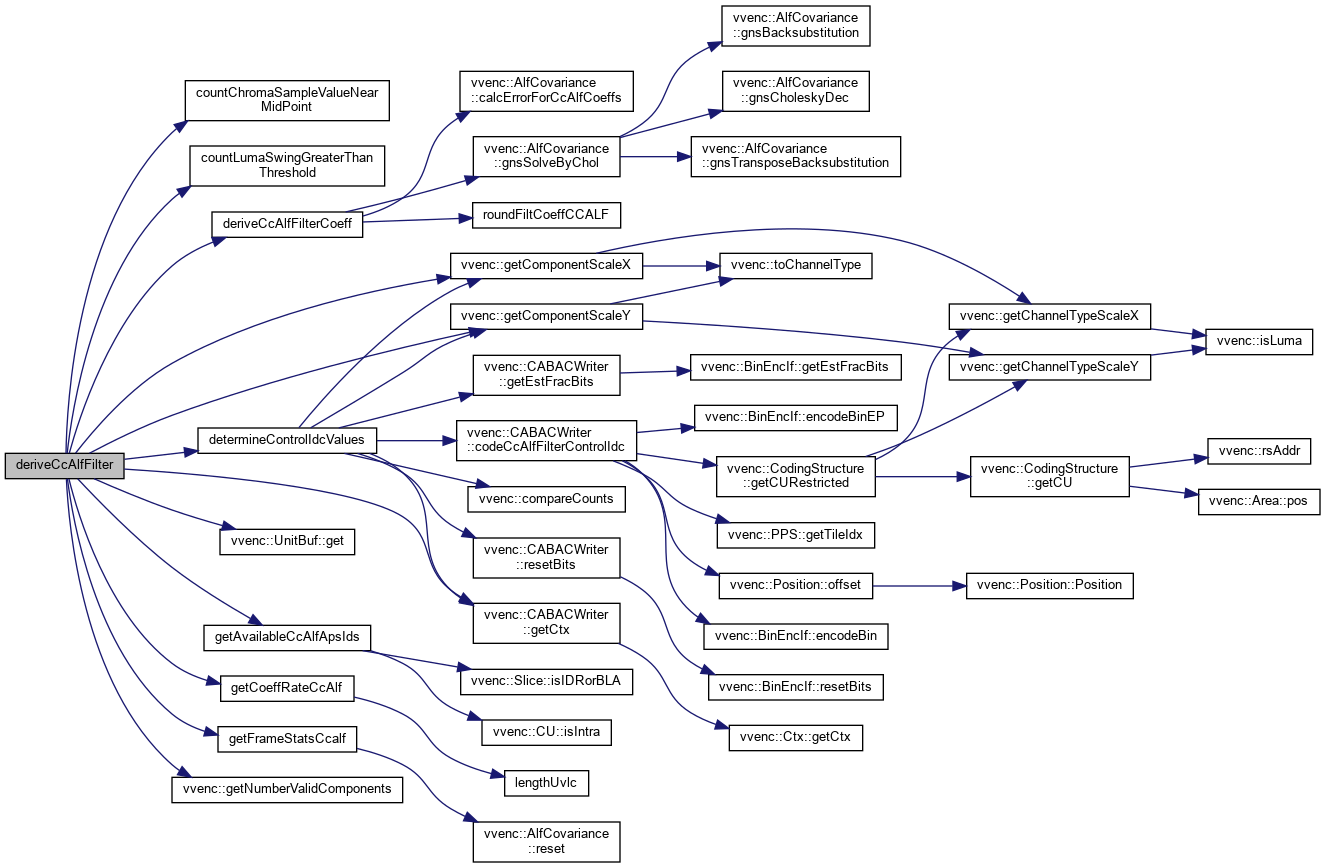 deriveCcAlfFilter
countChromaSampleValueNear
MidPoint
countLumaSwingGreaterThan
Threshold
deriveCcAlfFilterCoeff
determineControlIdcValues
vvenc::UnitBuf::get
getAvailableCcAlfApsIds
getCoeffRateCcAlf
getFrameStatsCcalf
vvenc::getNumberValidComponents
vvenc::AlfCovariance
::calcErrorForCcAlfCoeffs
vvenc::AlfCovariance
::gnsSolveByChol
roundFiltCoeffCCALF
vvenc::getComponentScaleX
vvenc::getComponentScaleY
vvenc::CABACWriter
::getEstFracBits
vvenc::CABACWriter
::codeCcAlfFilterControlIdc
vvenc::compareCounts
vvenc::CABACWriter
::resetBits
vvenc::CABACWriter
::getCtx
vvenc::Slice::isIDRorBLA
vvenc::CU::isIntra
lengthUvlc
vvenc::AlfCovariance
::reset
vvenc::AlfCovariance
::gnsBacksubstitution
vvenc::AlfCovariance
::gnsCholeskyDec
vvenc::AlfCovariance
::gnsTransposeBacksubstitution
vvenc::toChannelType
vvenc::BinEncIf::getEstFracBits
vvenc::BinEncIf::encodeBinEP
vvenc::CodingStructure
::getCURestricted
vvenc::PPS::getTileIdx
vvenc::Position::offset
vvenc::BinEncIf::encodeBin
vvenc::BinEncIf::resetBits
vvenc::Ctx::getCtx
vvenc::getChannelTypeScaleX
vvenc::getChannelTypeScaleY
vvenc::CodingStructure
::getCU
vvenc::Position::Position
vvenc::isLuma
vvenc::rsAddr
vvenc::Area::pos